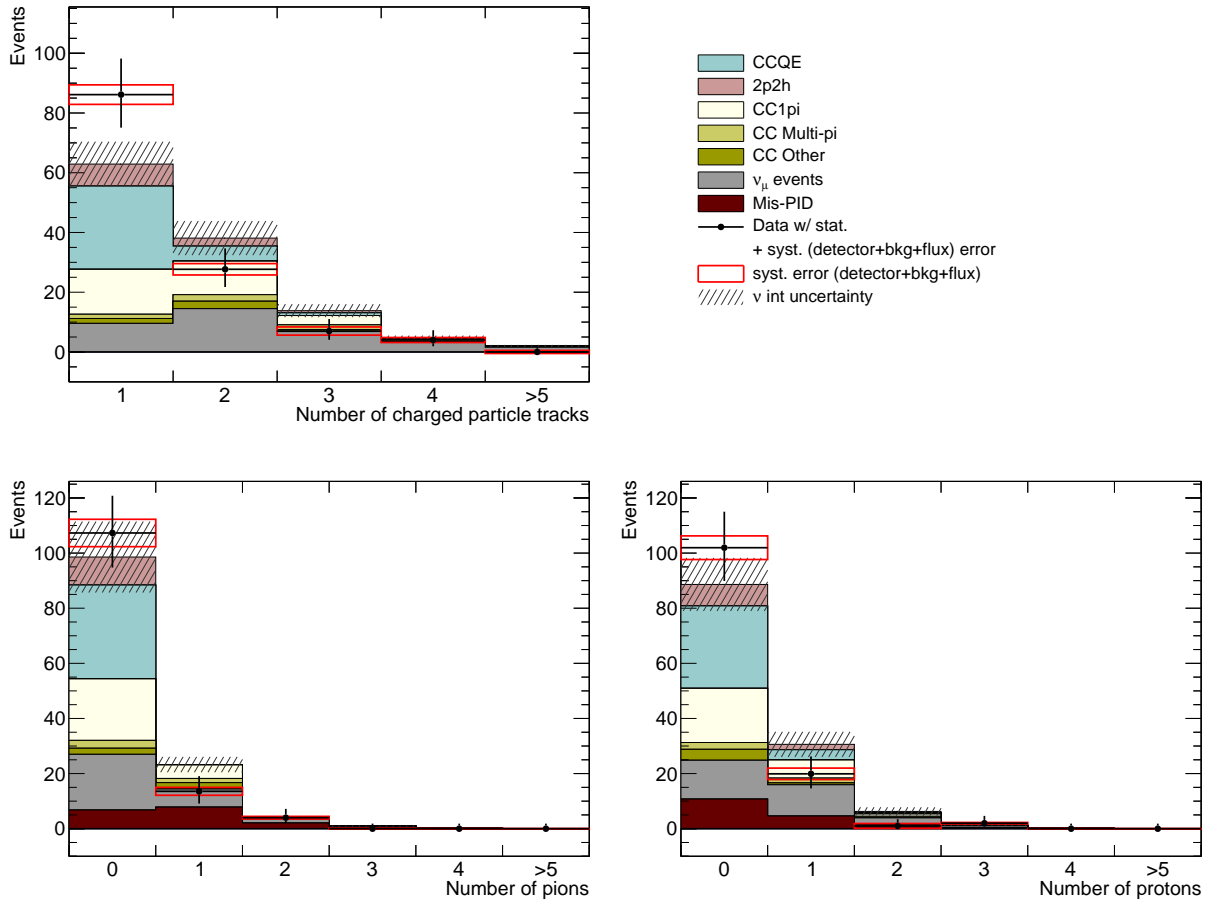 Events
100
80
60
40
20
0
1 2 3 4 >5
Number of charged particle tracks
CCQE
2p2h
CC1pi
CC Multi-pi
CC Other
νμ events
Mis-PID
Data w/ stat.
+ syst. (detector+bkg+flux) error
syst. error (detector+bkg+flux)
ν int uncertainty
Events
120
100
80
60
40
20
0
0 1 2 3 4 >5
Number of pions
Events
120
100
80
60
40
20
0
0 1 2 3 4 >5
Number of protons